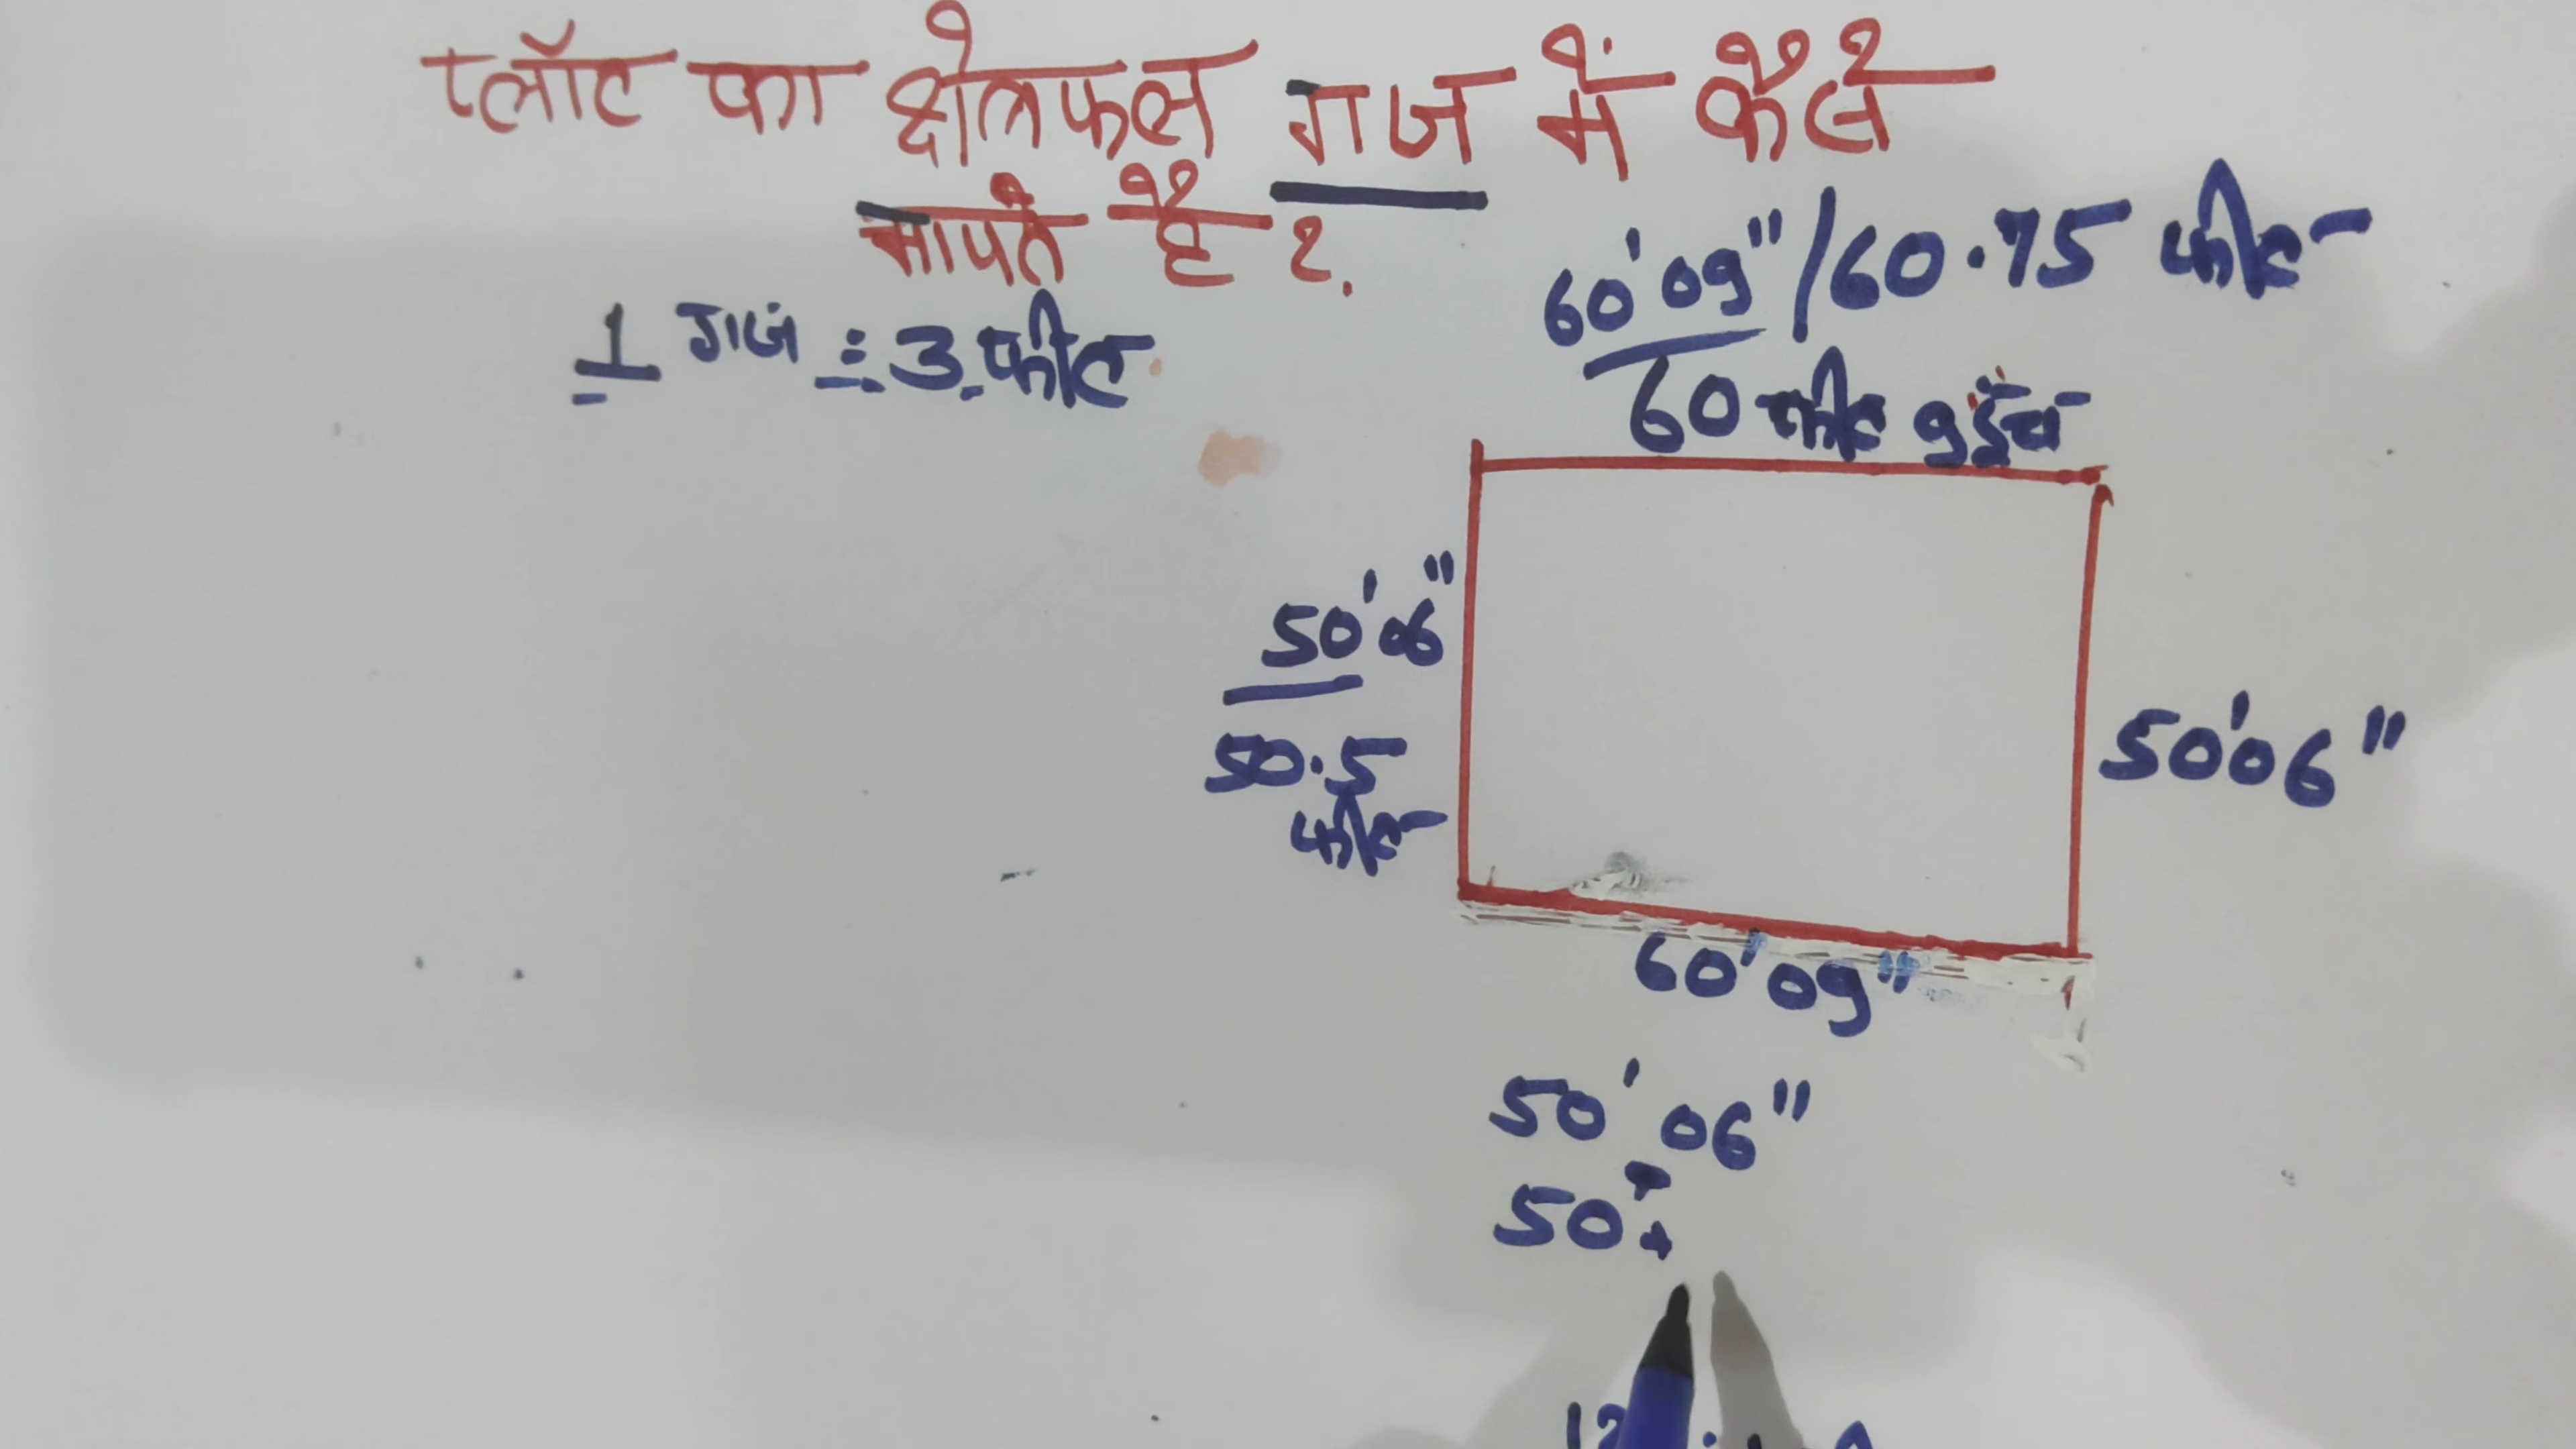 प्लॉट का क्षेत्रफल गज में कैसे
मापते है ?.
1 गज = 3 फीट
60'09"/60.75 फीट
60 फीट 9 इंच
50'06"
50.5
फीट
50'06"
60'09"
50'06"
50'+